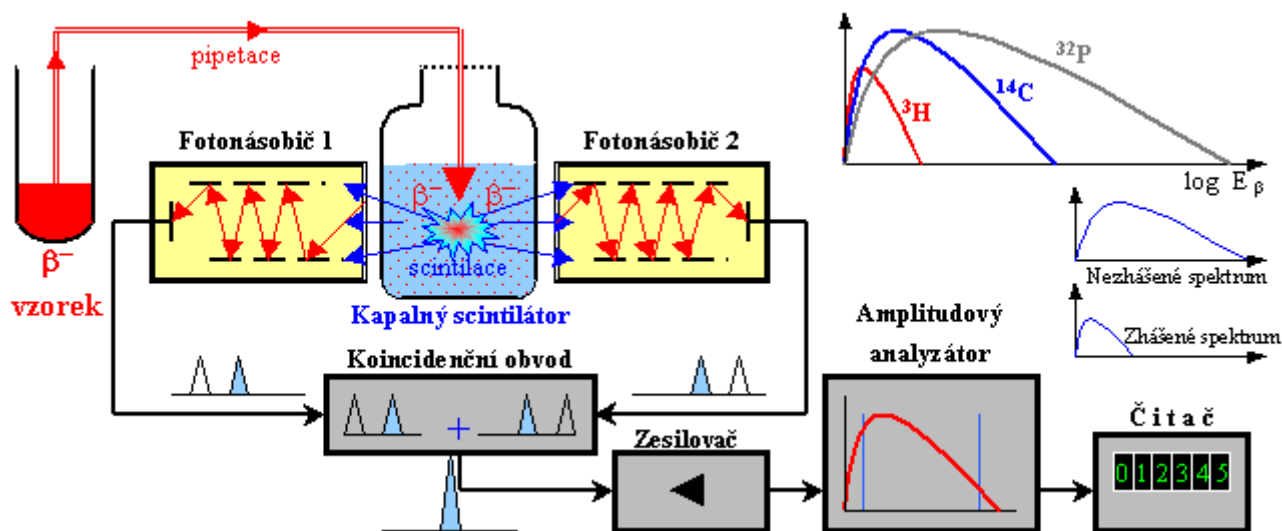 pipetace
Fotonásobič 1
Fotonásobič 2
β⁻
β⁻
scintilace
β⁻
vzorek
Kapalný scintilátor
Koincidenční obvod
+
Zesilovač
Amplitudový
analyzátor
Čitač
012345
³H
¹⁴C
³²P
log E β
Nezhášené spektrum
Zhášené spektrum